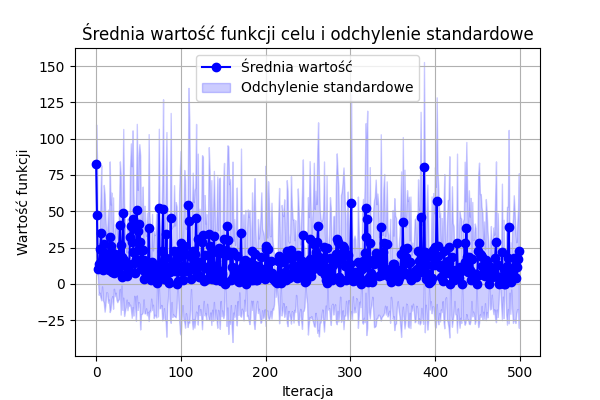 Średnia wartość funkcji celu i odchylenie standardowe
Średnia wartość
Odchylenie standardowe
Wartość funkcji
150
125
100
75
50
25
0
−25
0
100
200
300
400
500
Iteracja